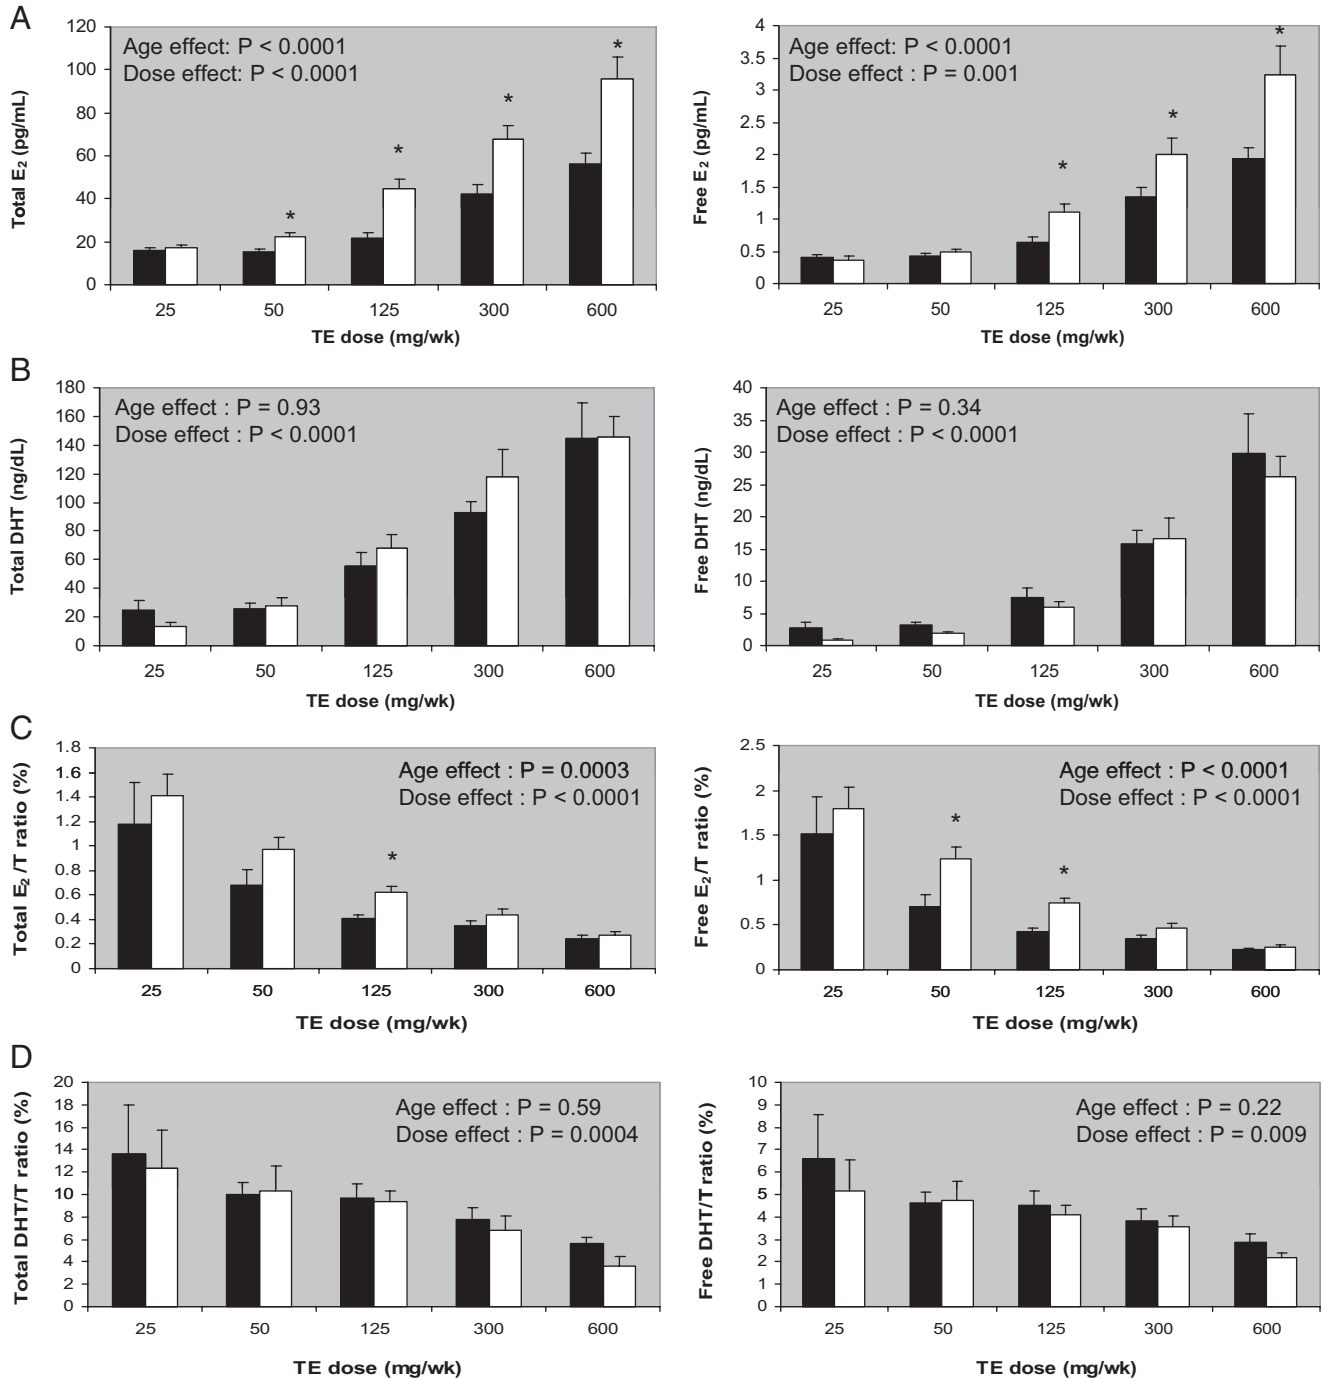 A
Total E2 (pg/mL)
120
100
80
60
40
20
0
Age effect: P < 0.0001
Dose effect: P < 0.0001
*
*
*
*
25 50 125 300 600
TE dose (mg/wk)
Free E2 (pg/mL)
4
3.5
3
2.5
2
1.5
1
0.5
0
Age effect: P < 0.0001
Dose effect : P = 0.001
*
*
*
25 50 125 300 600
TE dose (mg/wk)
B
Total DHT (ng/dL)
180
160
140
120
100
80
60
40
20
0
Age effect : P = 0.93
Dose effect : P < 0.0001
25 50 125 300 600
TE dose (mg/wk)
Free DHT (ng/dL)
40
35
30
25
20
15
10
5
0
Age effect : P = 0.34
Dose effect : P < 0.0001
25 50 125 300 600
TE dose (mg/wk)
C
Total E2 /T ratio (%)
1.8
1.6
1.4
1.2
1
0.8
0.6
0.4
0.2
0
Age effect : P = 0.0003
Dose effect : P < 0.0001
*
25 50 125 300 600
TE dose (mg/wk)
Free E2/T ratio (%)
2.5
2
1.5
1
0.5
0
Age effect : P < 0.0001
Dose effect : P < 0.0001
*
*
25 50 125 300 600
TE dose (mg/wk)
D
Total DHT/T ratio (%)
20
18
16
14
12
10
8
6
4
2
0
Age effect : P = 0.59
Dose effect : P = 0.0004
25 50 125 300 600
TE dose (mg/wk)
Free DHT/T ratio (%)
10
9
8
7
6
5
4
3
2
1
0
Age effect : P = 0.22
Dose effect : P = 0.009
25 50 125 300 600
TE dose (mg/wk)